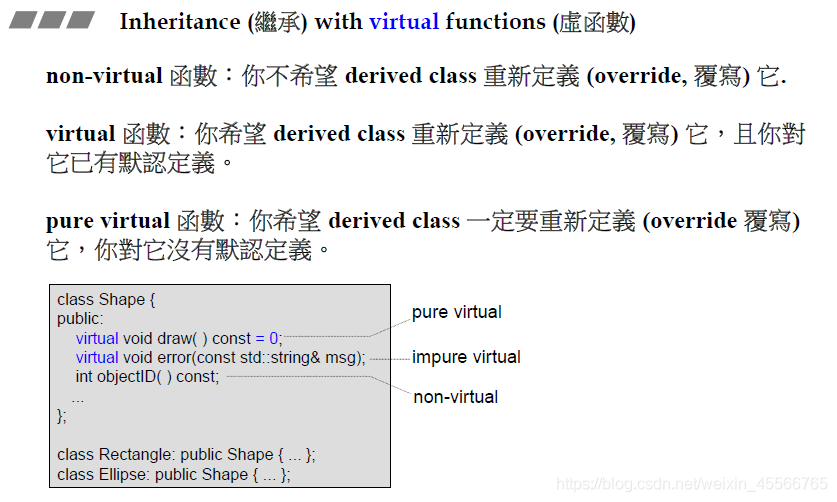 Inheritance (繼承) with virtual functions (虛函數)
non-virtual 函數：你不希望 derived class 重新定義 (override, 覆寫) 它.
virtual 函數：你希望 derived class 重新定義 (override, 覆寫) 它，且你對
它已有默認定義。
pure virtual 函數：你希望 derived class 一定要重新定義 (override 覆寫)
它，你對它沒有默認定義。
class Shape {
public:
virtual void draw( ) const = 0;
pure virtual
virtual void error(const std::string& msg);
impure virtual
int objectID( ) const;
non-virtual
...
};
class Rectangle: public Shape { ... };
class Ellipse: public Shape { ... };
https://blog.csdn.net/weixin_45566765